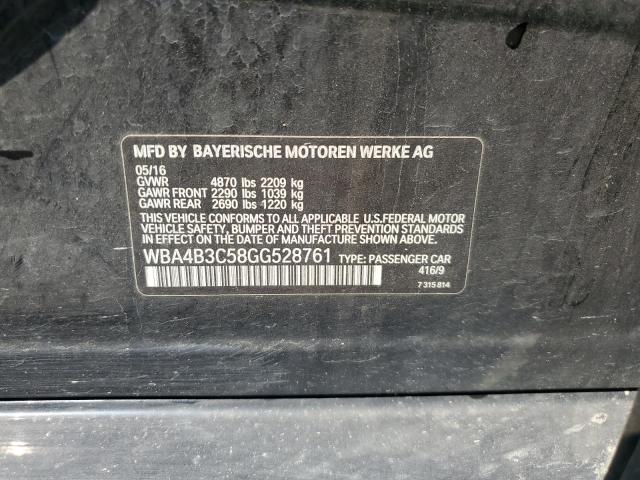 MFD BY BAYERISCHE MOTOREN WERKE AG
05/16
GVWR 4870 lbs 2209 kg
GAWR FRONT 2290 lbs 1039 kg
GAWR REAR 2690 lbs 1220 kg
THIS VEHICLE CONFORMS TO ALL APPLICABLE U.S.FEDERAL MOTOR
VEHICLE SAFETY, BUMPER, AND THEFT PREVENTION STANDARDS
IN EFFECT ON THE DATE OF MANUFACTURE SHOWN ABOVE.
WBA4B3C58GG528761 TYPE: PASSENGER CAR
416/9
7 315 814